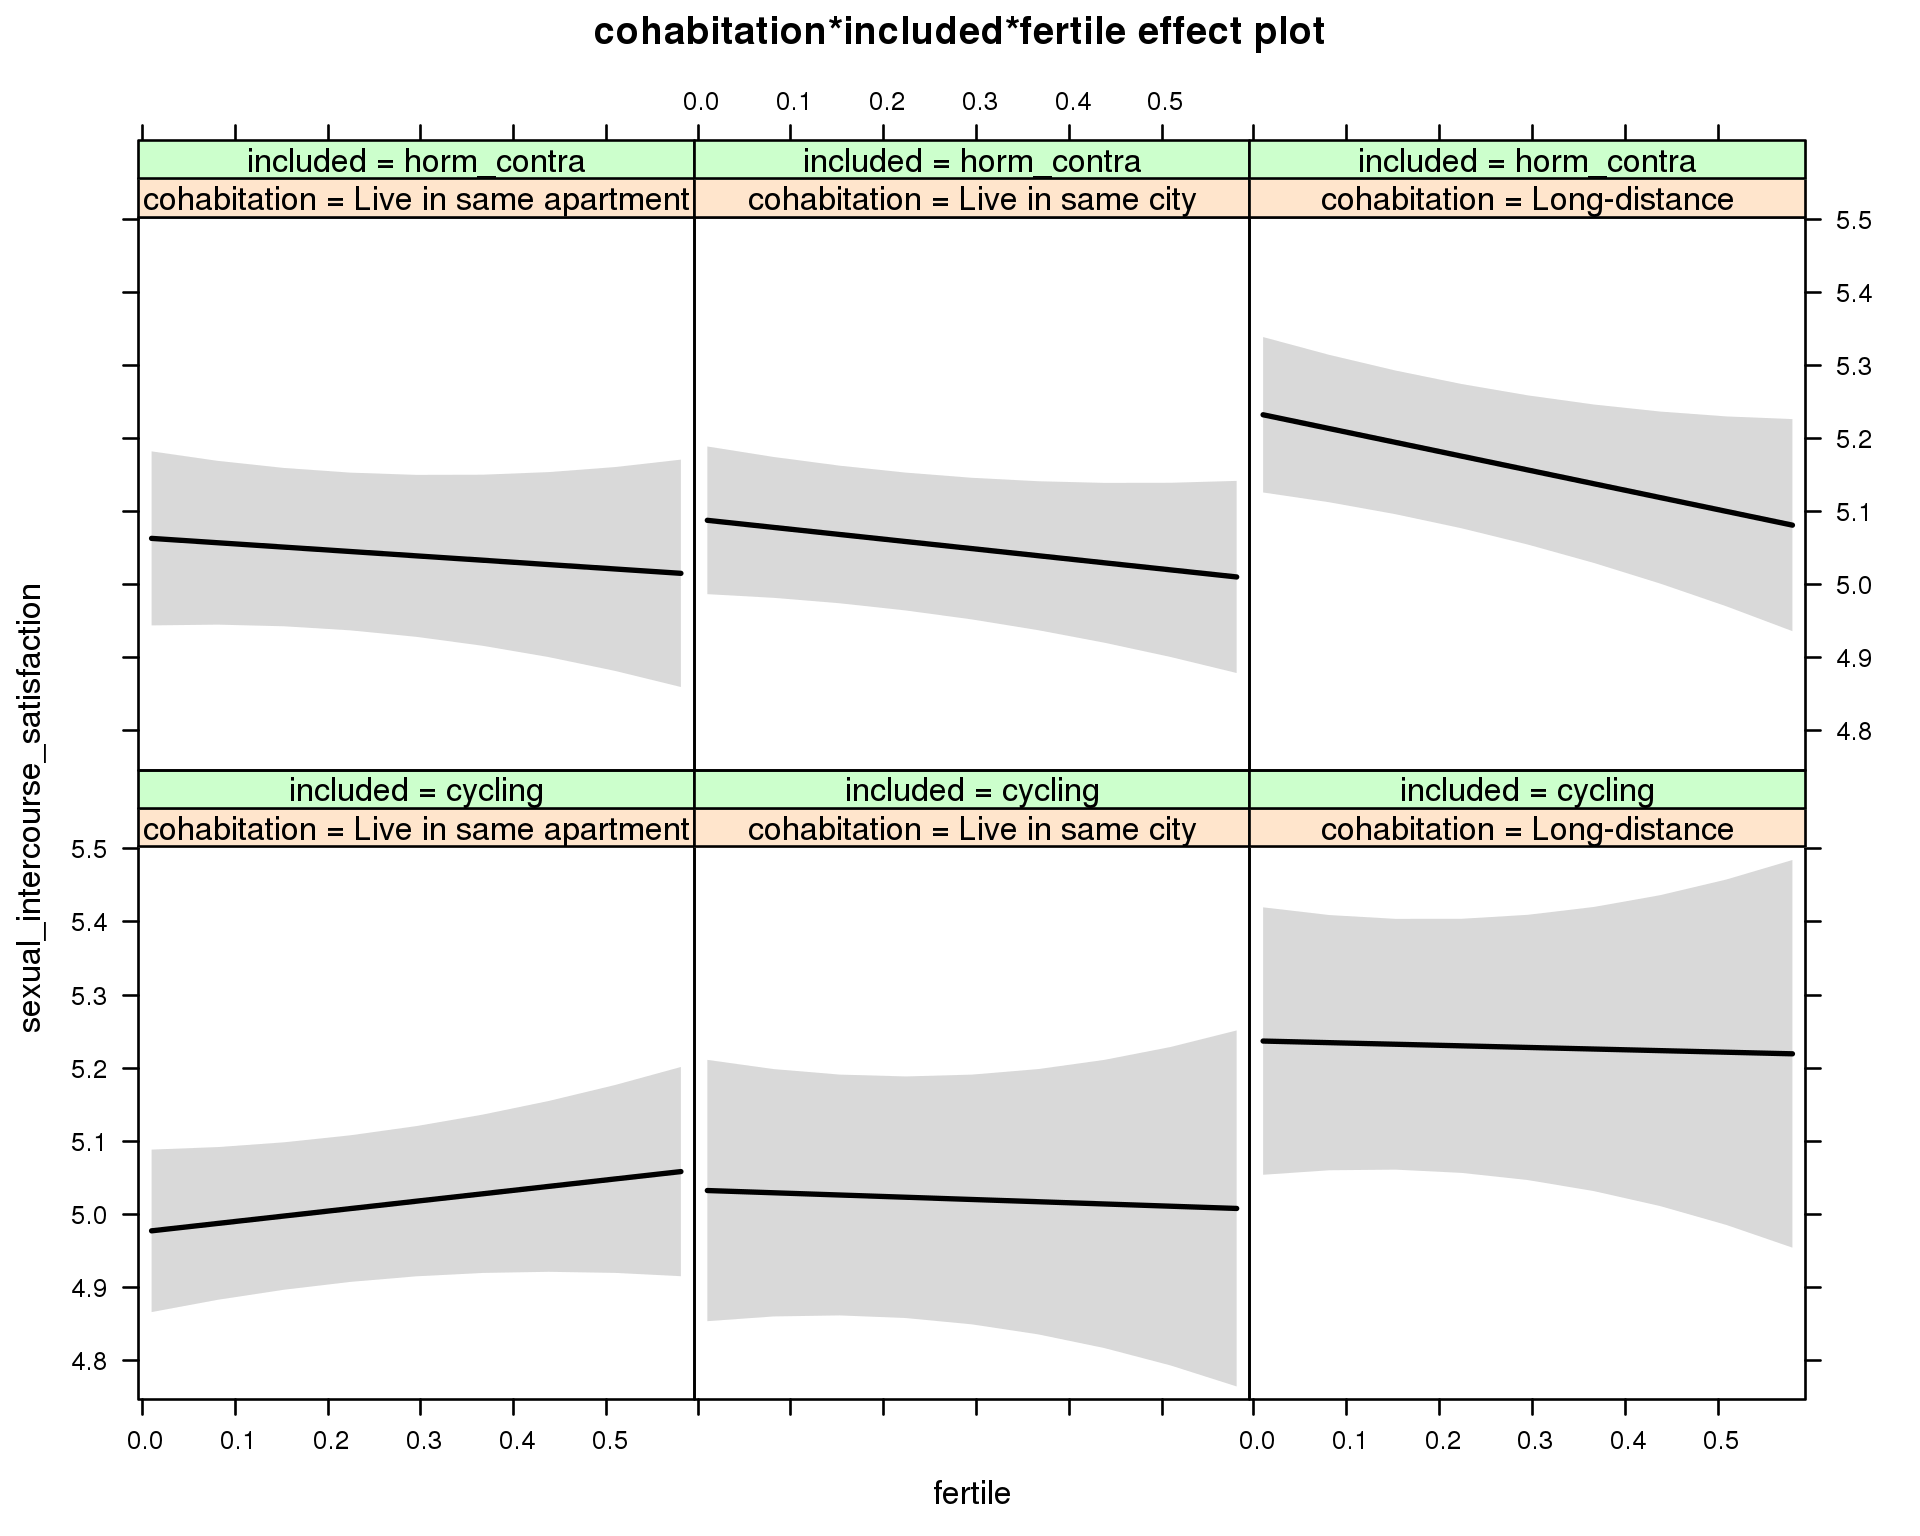 cohabitation*included*fertile effect plot
0.0 0.1 0.2 0.3 0.4 0.5
included = horm_contra included = horm_contra included = horm_contra
cohabitation = Live in same apartment cohabitation = Live in same city cohabitation = Long-distance
5.5
5.4
5.3
5.2
5.1
5.0
4.9
4.8
sexual_intercourse_satisfaction
included = cycling included = cycling included = cycling
cohabitation = Live in same apartment cohabitation = Live in same city cohabitation = Long-distance
5.5
5.4
5.3
5.2
5.1
5.0
4.9
4.8
0.0 0.1 0.2 0.3 0.4 0.5 0.0 0.1 0.2 0.3 0.4 0.5
fertile